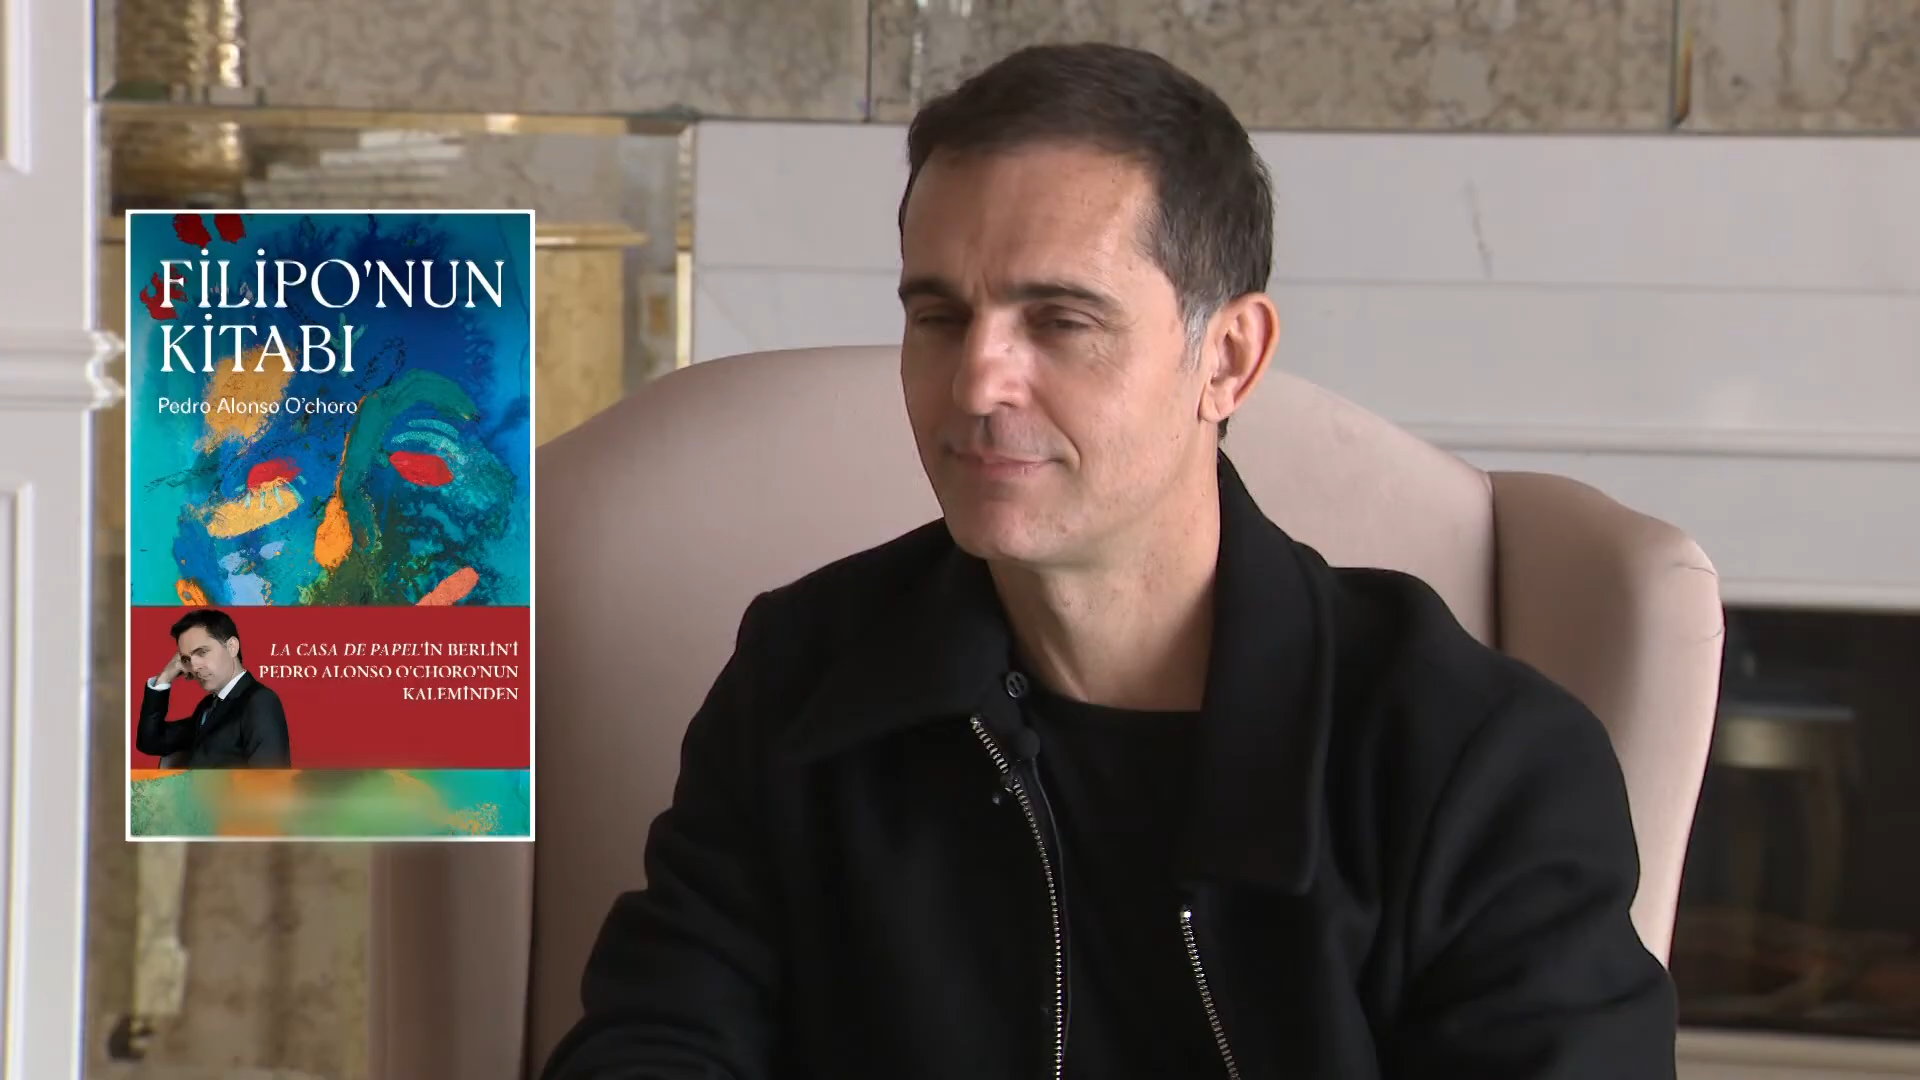 FİLİPO'NUN
KİTABI
Pedro Alonso O'choro
LA CASA DE PAPEL'İN BERLİN'İ
PEDRO ALONSO O'CHORO'NUN
KALEMİNDEN